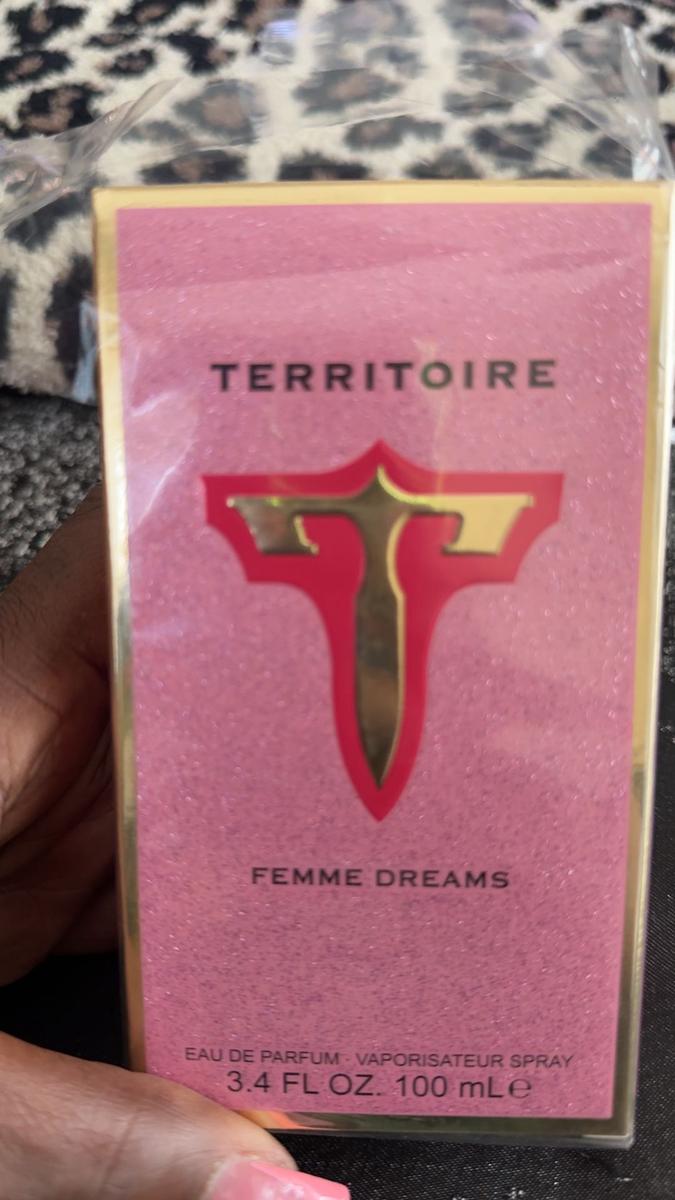 TERRITOIRE
FEMME DREAMS
EAU DE PARFUM · VAPORISATEUR SPRAY
3.4 FL OZ. 100 mL℮